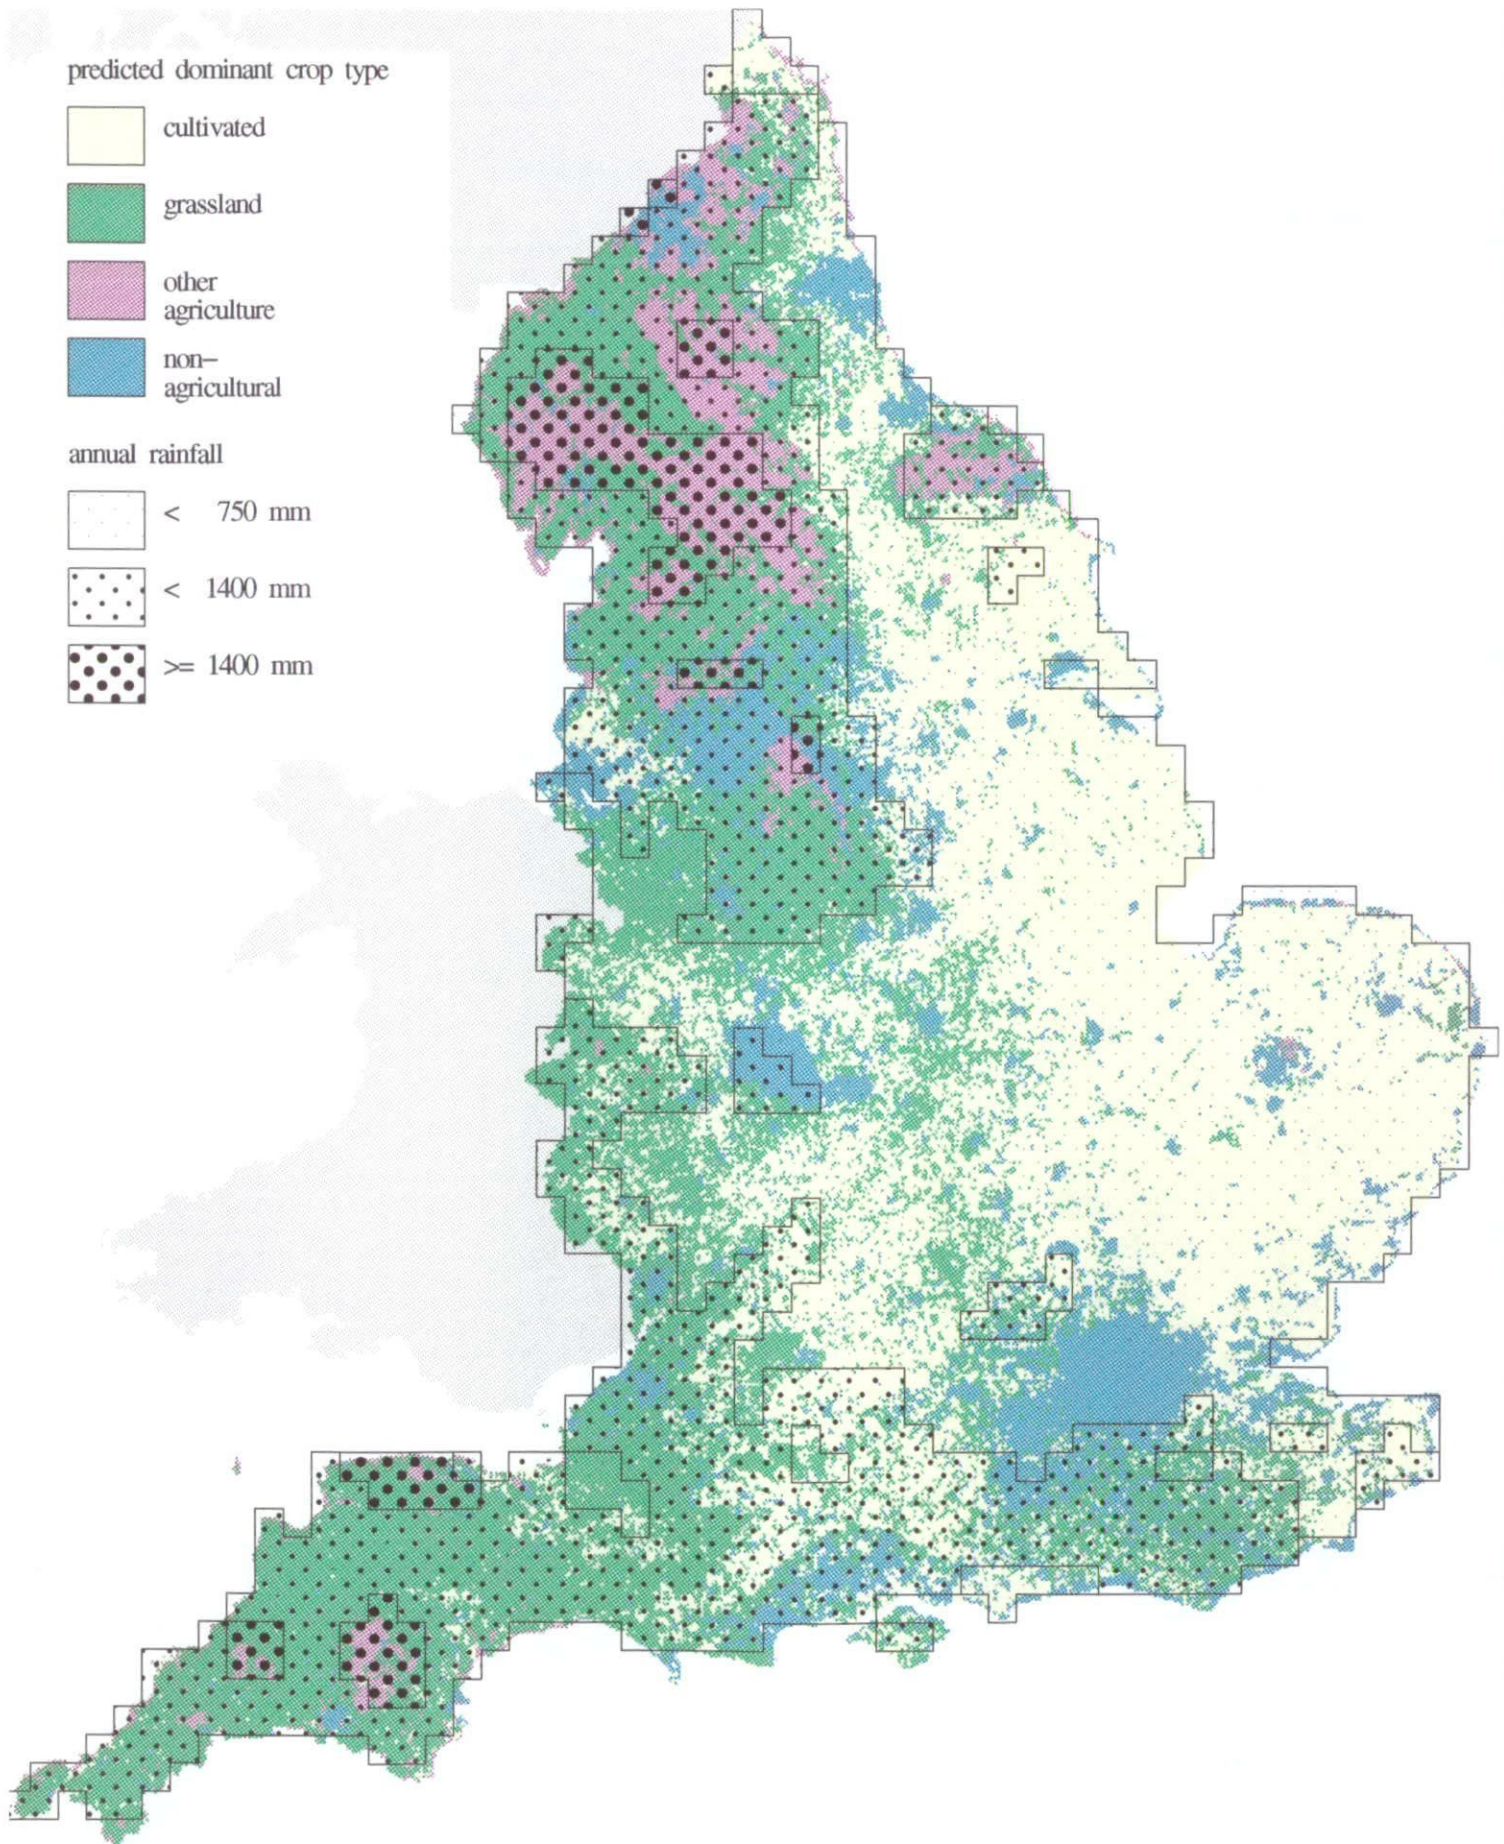 predicted dominant crop type
cultivated
grassland
other
agriculture
non–
agricultural
annual rainfall
< 750 mm
< 1400 mm
>= 1400 mm